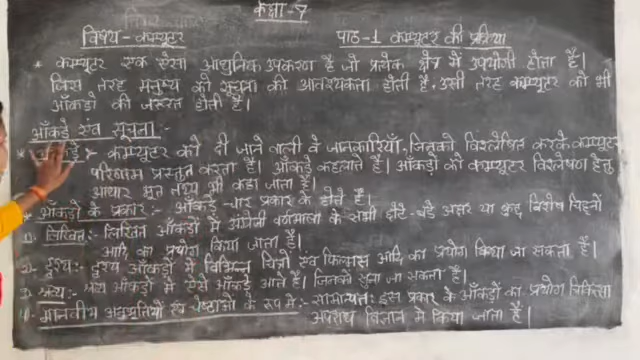 कक्षा-7
विषय- कम्प्यूटर पाठ-1 कम्प्यूटर की प्रक्रिया
* कम्प्यूटर एक ऐसा आधुनिक उपकरण है जो प्रत्येक क्षेत्र में उपयोगी होता है।
जिस तरह मनुष्य को सूचना की आवश्यकता होती है, उसी तरह कम्प्यूटर को भी
आँकड़ों की जरूरत होती है।
आँकड़े एंव सूचना :-
कम्प्यूटर को दी जाने वाली वे जानकारियाँ, जिनको विश्लेषित करके कम्प्यूटर
परिणाम प्रस्तुत करता है। आँकड़े कहलाते है। आँकड़ों को कम्प्यूटर विश्लेषण हेतु
आधार भूत तथ्य भी कहा जाता है।
* आँकड़ों के प्रकार :- आँकड़े चार प्रकार के होते है।
1)- लिखित :- लिखित आँकड़ों में अंग्रेजी वर्णमाला के सभी छोटे-बड़े अक्षर या कुछ विशेष चिह्नों
आदि का प्रयोग किया जाता है।
2)- दृश्य :- दृश्य आँकड़ों में विभिन्न चित्रों एंव फिल्मस आदि का प्रयोग किया जा सकता है।
3) श्रव्य :- श्रव्य आँकड़ों में ऐसे आँकड़े आते है। जिनको सुना जा सकता है।
4)- मानवीय अनुभूतियों एंव चेष्टाओं के रूप में :- सामान्यतः इस प्रकार के आँकड़ों का प्रयोग चिकित्सा
अपराध विज्ञान में किया जाता है।